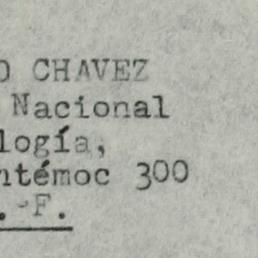 O CHAVEZ
Nacional
logía,
ntémoc 300
.-F.